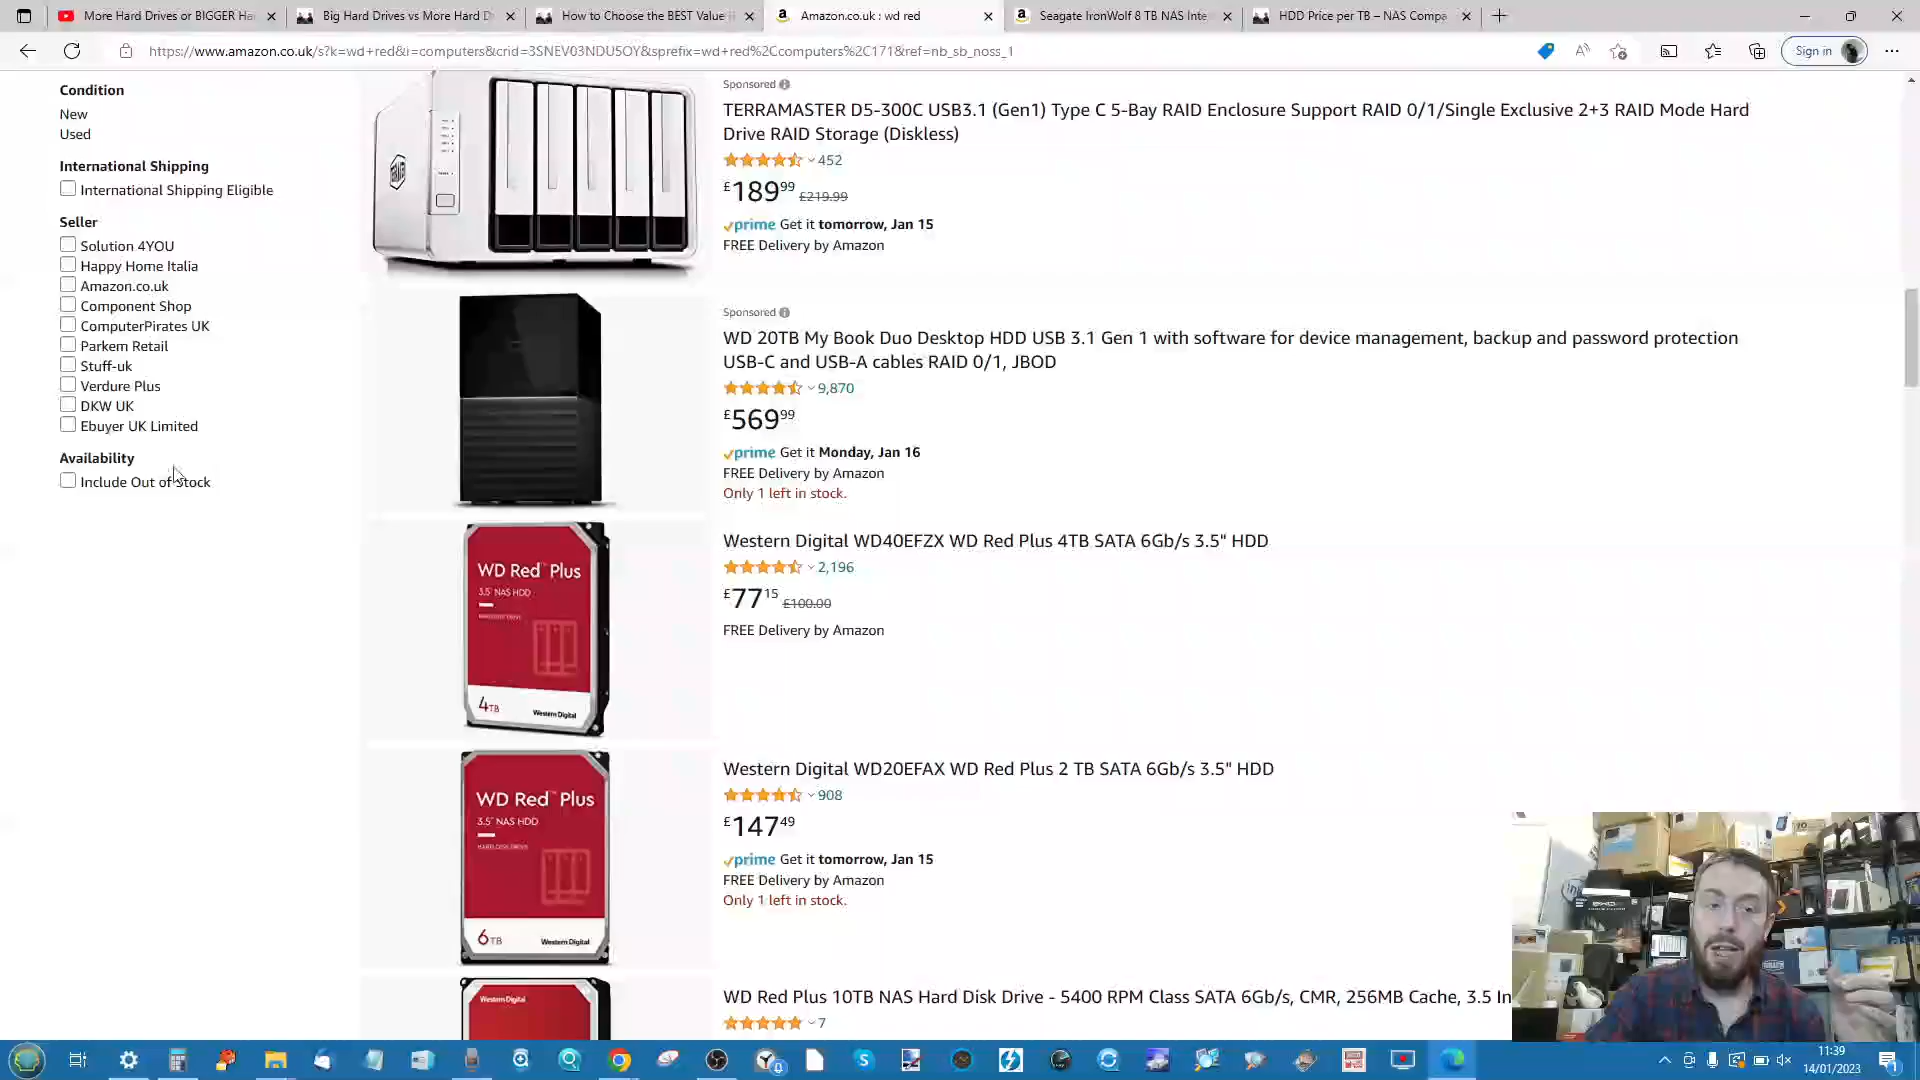 More Hard Drives or BIGGER Ha
Big Hard Drives vs More Hard D
How to Choose the BEST Value
Amazon.co.uk : wd red
Seagate IronWolf 8 TB NAS Inte
HDD Price per TB – NAS Compa
https://www.amazon.co.uk/s?k=wd+red&i=computers&crid=3SNEV03NDU5OY&sprefix=wd+red%2Ccomputers%2C171&ref=nb_sb_noss_1
Sign in
Condition
New
Used
International Shipping
International Shipping Eligible
Seller
Solution 4YOU
Happy Home Italia
Amazon.co.uk
Component Shop
ComputerPirates UK
Parkem Retail
Stuff-uk
Verdure Plus
DKW UK
Ebuyer UK Limited
Availability
Include Out of Stock
Sponsored
TERRAMASTER D5-300C USB3.1 (Gen1) Type C 5-Bay RAID Enclosure Support RAID 0/1/Single Exclusive 2+3 RAID Mode Hard
Drive RAID Storage (Diskless)
452
£189.99 £219.99
prime Get it tomorrow, Jan 15
FREE Delivery by Amazon
Sponsored
WD 20TB My Book Duo Desktop HDD USB 3.1 Gen 1 with software for device management, backup and password protection
USB-C and USB-A cables RAID 0/1, JBOD
9,870
£569.99
prime Get it Monday, Jan 16
FREE Delivery by Amazon
Only 1 left in stock.
WD Red™ Plus
3.5" NAS HDD
4TB
Western Digital
Western Digital WD40EFZX WD Red Plus 4TB SATA 6Gb/s 3.5" HDD
2,196
£77.15 £100.00
FREE Delivery by Amazon
WD Red™ Plus
3.5" NAS HDD
6TB
Western Digital
Western Digital WD20EFAX WD Red Plus 2 TB SATA 6Gb/s 3.5" HDD
908
£147.49
prime Get it tomorrow, Jan 15
FREE Delivery by Amazon
Only 1 left in stock.
Western Digital
WD Red Plus 10TB NAS Hard Disk Drive - 5400 RPM Class SATA 6Gb/s, CMR, 256MB Cache, 3.5 In
7
11:39
14/01/2023